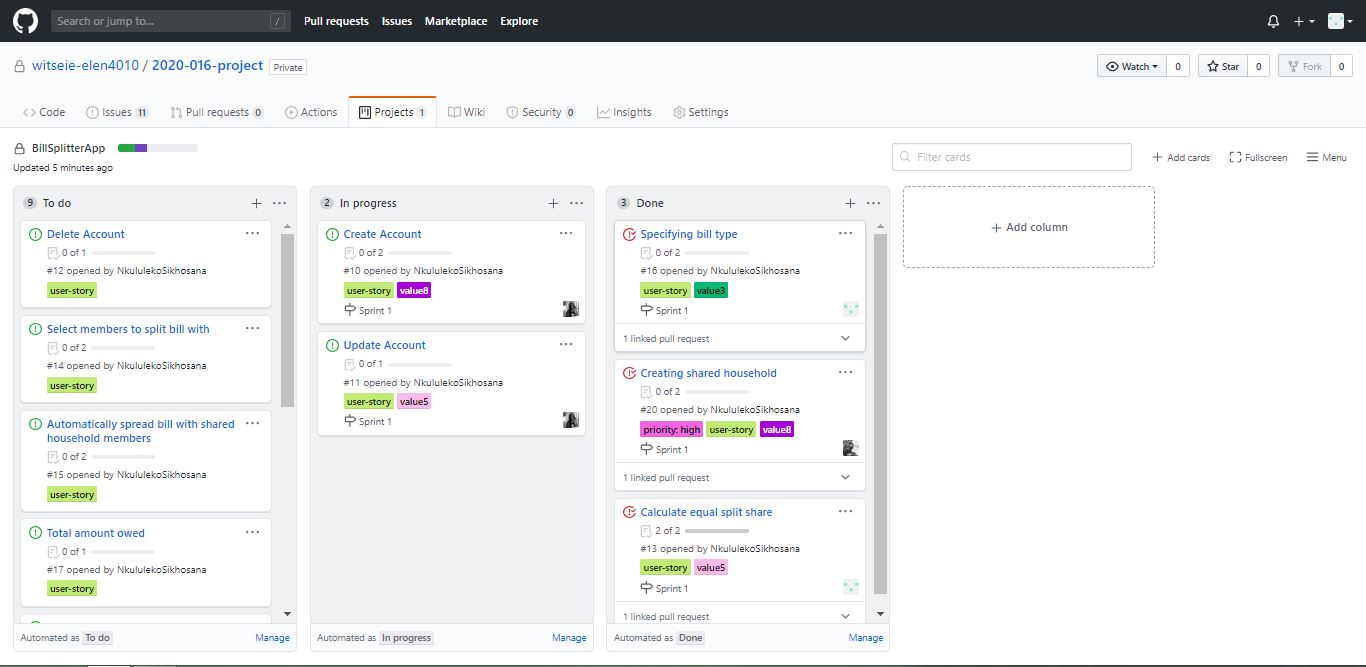 Search or jump to... /
Pull requests Issues Marketplace Explore
witseie-elen4010 / 2020-016-project Private
Watch 0 Star 0 Fork 0
Code Issues 11 Pull requests 0 Actions Projects 1 Wiki Security 0 Insights Settings
BillSplitterApp
Updated 5 minutes ago
Filter cards
Add cards Fullscreen Menu
9 To do
Delete Account
0 of 1
#12 opened by NkululekoSikhosana
user-story
Select members to split bill with
0 of 2
#14 opened by NkululekoSikhosana
user-story
Automatically spread bill with shared
household members
0 of 2
#15 opened by NkululekoSikhosana
user-story
Total amount owed
0 of 1
#17 opened by NkululekoSikhosana
user-story
Automated as To do Manage
2 In progress
Create Account
0 of 2
#10 opened by NkululekoSikhosana
user-story value8
Sprint 1
Update Account
0 of 1
#11 opened by NkululekoSikhosana
user-story value5
Sprint 1
Automated as In progress Manage
3 Done
Specifying bill type
0 of 2
#16 opened by NkululekoSikhosana
user-story value3
Sprint 1
1 linked pull request
Creating shared household
0 of 2
#20 opened by NkululekoSikhosana
priority: high user-story value8
Sprint 1
1 linked pull request
Calculate equal split share
2 of 2
#13 opened by NkululekoSikhosana
user-story value5
Sprint 1
1 linked pull request
Automated as Done Manage
Add column